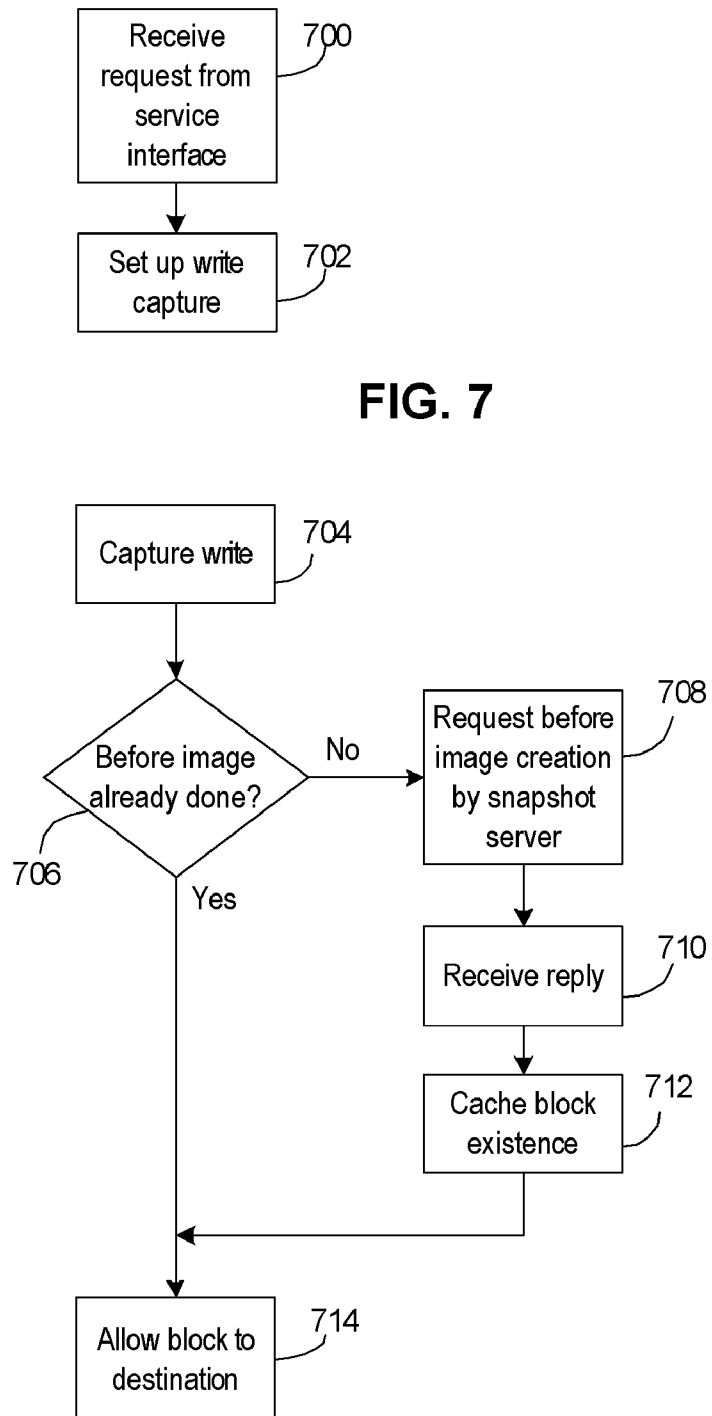 Receive
request from
service
interface
700
Set up write
capture
702
FIG. 7
Capture write
704
Before image
already done?
706
No
Yes
Request before
image creation
by snapshot
server
708
Receive reply
710
Cache block
existence
712
Allow block to
destination
714